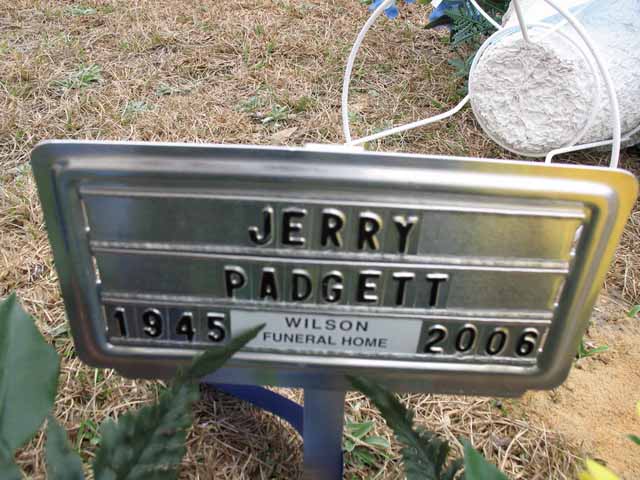 JERRY
PADGETT
1945 WILSON FUNERAL HOME 2006